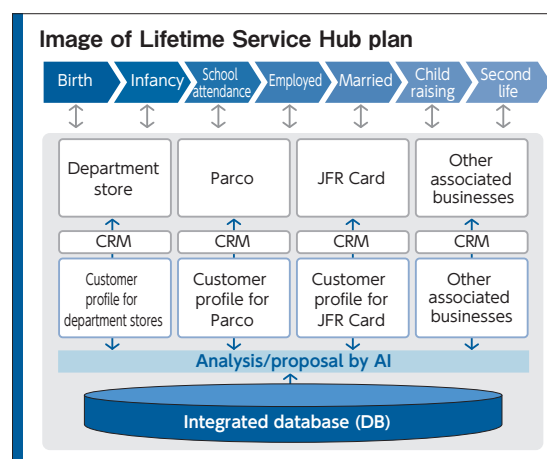 Image of Lifetime Service Hub plan
Birth
Infancy
School
attendance
Employed
Married
Child
raising
Second
life
Department
store
Parco
JFR Card
Other
associated
businesses
CRM
CRM
CRM
CRM
Customer
profile for
department stores
Customer
profile for
Parco
Customer
profile for
JFR Card
Other
associated
businesses
Analysis/proposal by AI
Integrated database (DB)